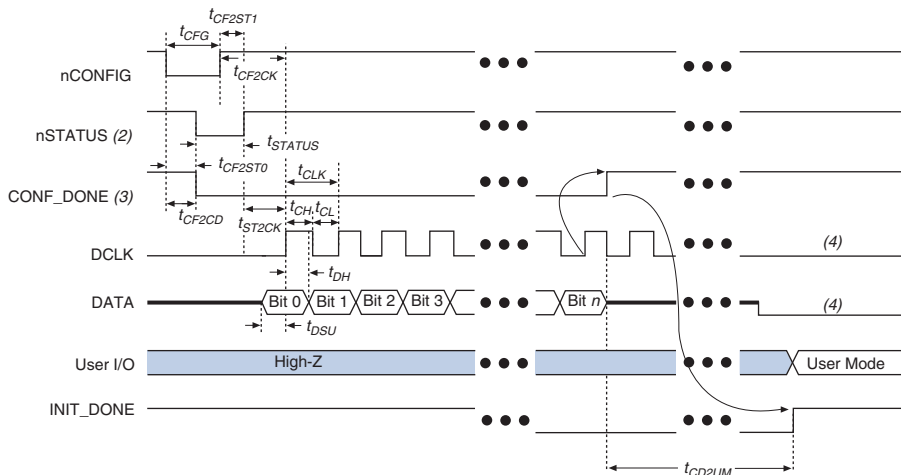 tCF2ST1
tCFG
nCONFIG
tCF2CK
nSTATUS (2)
tSTATUS
tCF2ST0
tCLK
CONF_DONE (3)
tCF2CD
tST2CK
tCH
tCL
DCLK
(4)
tDH
DATA
Bit 0
Bit 1
Bit 2
Bit 3
Bit n
(4)
tDSU
User I/O
High-Z
User Mode
INIT_DONE
tCD2UM